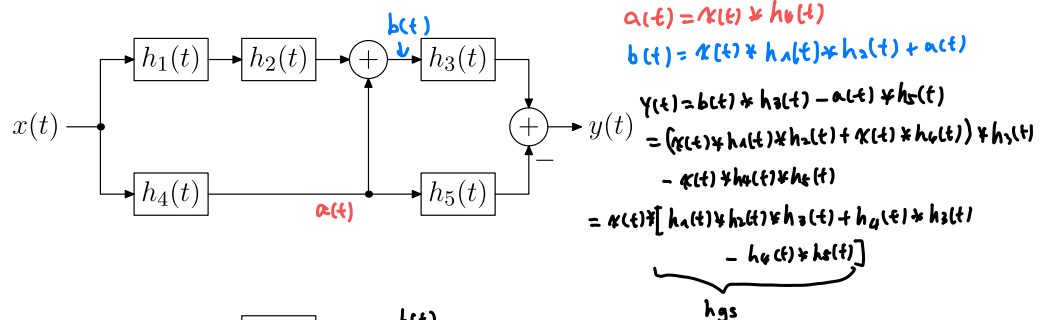 b(t)
h₁(t) h₂(t) + h₃(t)
x(t) + y(t)
−
h₄(t) h₅(t)
a(t)
a(t) = x(t) * h₄(t)
b(t) = x(t) * h₁(t) * h₂(t) + a(t)
y(t) = b(t) * h₃(t) − a(t) * h₅(t)
= (x(t) * h₁(t) * h₂(t) + x(t) * h₄(t)) * h₃(t)
− x(t) * h₄(t) * h₅(t)
= x(t) * [h₁(t) * h₂(t) * h₃(t) + h₄(t) * h₃(t)
− h₄(t) * h₅(t)]
hgs
b(t)